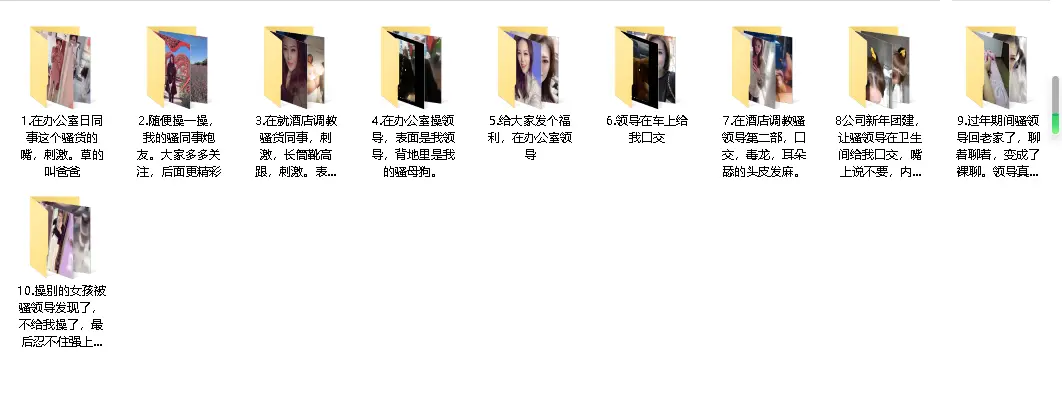 1.在办公室日同
事这个骚货的
嘴，刺激。草的
叫爸爸
2.随便操一操，
我的骚同事炮
友。大家多多关
注，后面更精彩
3.在就酒店调教
骚货同事，刺
激，长筒靴高
跟，刺激。表...
4.在办公室操领
导，表面是我领
导，背地里是我
的骚母狗。
5.给大家发个福
利，在办公室领
导
6.领导在车上给
我口交
7.在酒店调教骚
领导第二部，口
交，毒龙，耳朵
舔的头皮发麻。
8公司新年团建，
让骚领导在卫生
间给我口交，嘴
上说不要，内...
9.过年期间骚领
导回老家了，聊
着聊着，变成了
裸聊。领导真...
10.操别的女孩被
骚领导发现了，
不给我操了，最
后忍不住强上...